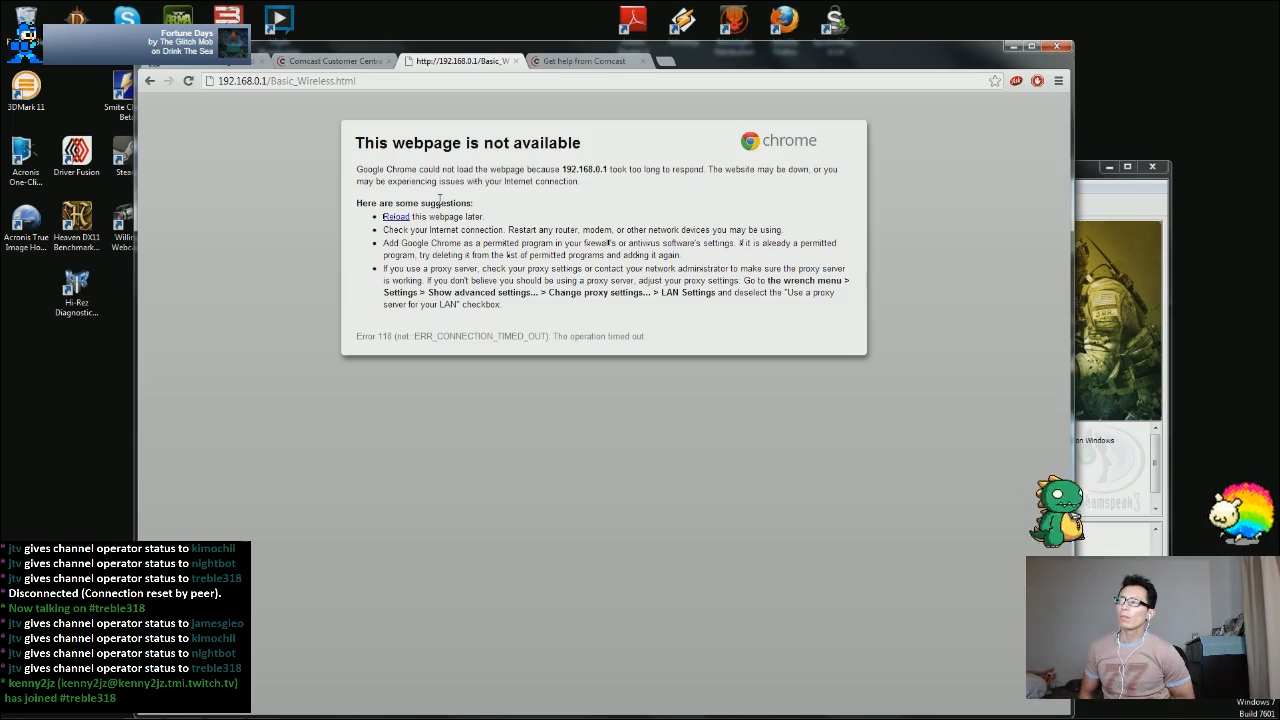 Fortune Days
by The Glitch Mob
on Drink The Sea
Comcast Customer Centra
http://192.168.0.1/Basic_W
Get help from Comcast
192.168.0.1/Basic_Wireless.html
3DMark 11
Smite C
Beta
Acronis
One-Cli...
Driver Fusion
Stea
Acronis True
Image Ho
Heaven DX11
Benchmark...
Willin
Webca
Hi-Rez
Diagnostic...
This webpage is not available
chrome
Google Chrome could not load the webpage because 192.168.0.1 took too long to respond. The website may be down, or you
may be experiencing issues with your Internet connection.
Here are some suggestions:
Reload this webpage later.
Check your Internet connection. Restart any router, modem, or other network devices you may be using.
Add Google Chrome as a permitted program in your firewall's or antivirus software's settings. If it is already a permitted
program, try deleting it from the list of permitted programs and adding it again.
If you use a proxy server, check your proxy settings or contact your network administrator to make sure the proxy server
is working. If you don't believe you should be using a proxy server, adjust your proxy settings: Go to the wrench menu >
Settings > Show advanced settings... > Change proxy settings... > LAN Settings and deselect the "Use a proxy
server for your LAN" checkbox.
Error 118 (net::ERR_CONNECTION_TIMED_OUT): The operation timed out.
on Windows
eamspeak3
* jtv gives channel operator status to kimochii
* jtv gives channel operator status to nightbot
* jtv gives channel operator status to treble318
* Disconnected (Connection reset by peer).
* Now talking on #treble318
* jtv gives channel operator status to jamesgleo
* jtv gives channel operator status to kimochii
* jtv gives channel operator status to nightbot
* jtv gives channel operator status to treble318
* kenny2jz (kenny2jz@kenny2jz.tmi.twitch.tv)
has joined #treble318
Windows 7
Build 7601